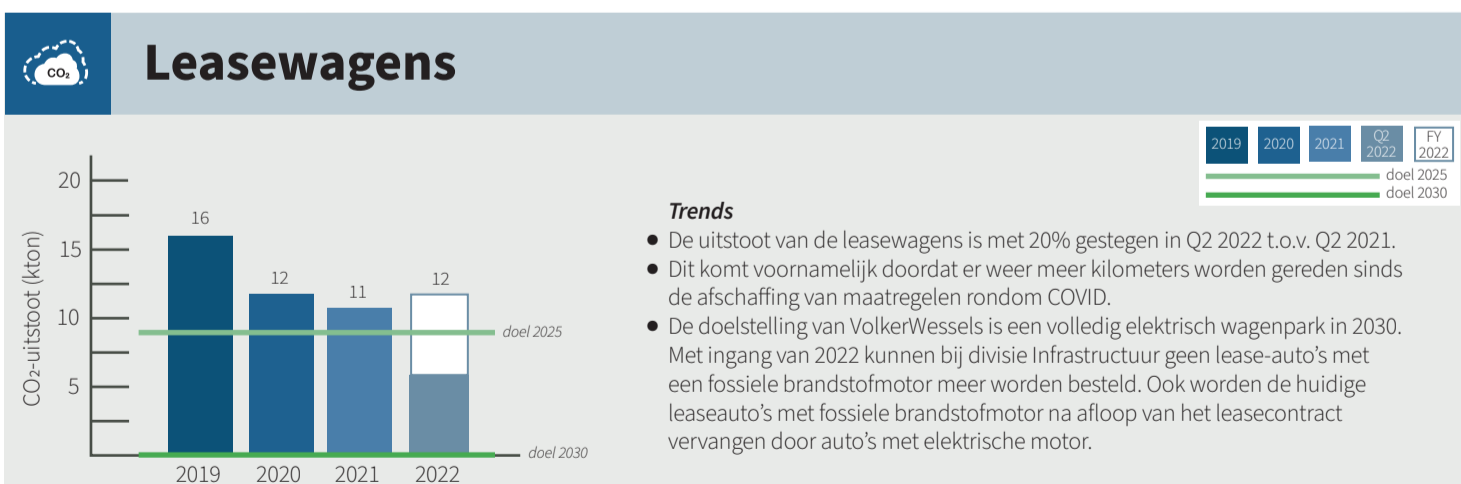 CO₂
Leasewagens
2019
2020
2021
Q2
2022
FY
2022
doel 2025
doel 2030
CO₂-uitstoot (kton)
20
15
10
5
16
12
11
12
doel 2025
doel 2030
2019
2020
2021
2022
Trends
● De uitstoot van de leasewagens is met 20% gestegen in Q2 2022 t.o.v. Q2 2021.
● Dit komt voornamelijk doordat er weer meer kilometers worden gereden sinds
de afschaffing van maatregelen rondom COVID.
● De doelstelling van VolkerWessels is een volledig elektrisch wagenpark in 2030.
Met ingang van 2022 kunnen bij divisie Infrastructuur geen lease-auto’s met
een fossiele brandstofmotor meer worden besteld. Ook worden de huidige
leaseauto’s met fossiele brandstofmotor na afloop van het leasecontract
vervangen door auto’s met elektrische motor.